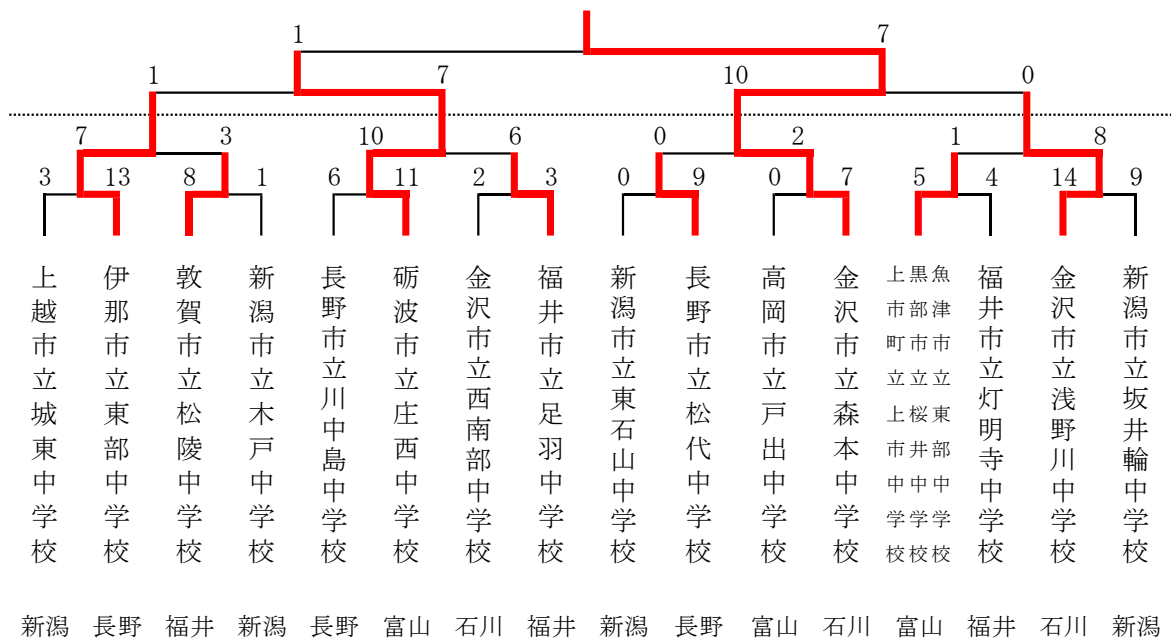 1 7
1 7 10 0
7 3 10 6 0 2 1 8
3 13 8 1 6 11 2 3 0 9 0 7 5 4 14 9
上越市立城東中学校
伊那市立東部中学校
敦賀市立松陵中学校
新潟市立木戸中学校
長野市立川中島中学校
砺波市立庄西中学校
金沢市立西南部中学校
福井市立足羽中学校
新潟市立東石山中学校
長野市立松代中学校
高岡市立戸出中学校
金沢市立森本中学校
魚津市立東部中学校
黒部市立桜井中学校
上市町立上市中学校
福井市立灯明寺中学校
金沢市立浅野川中学校
新潟市立坂井輪中学校
新潟 長野 福井 新潟 長野 富山 石川 福井 新潟 長野 富山 石川 富山 福井 石川 新潟